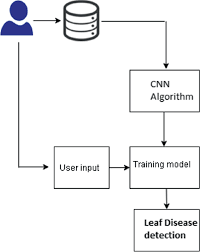 CNN
Algorithm
User input
Training model
Leaf Disease
detection